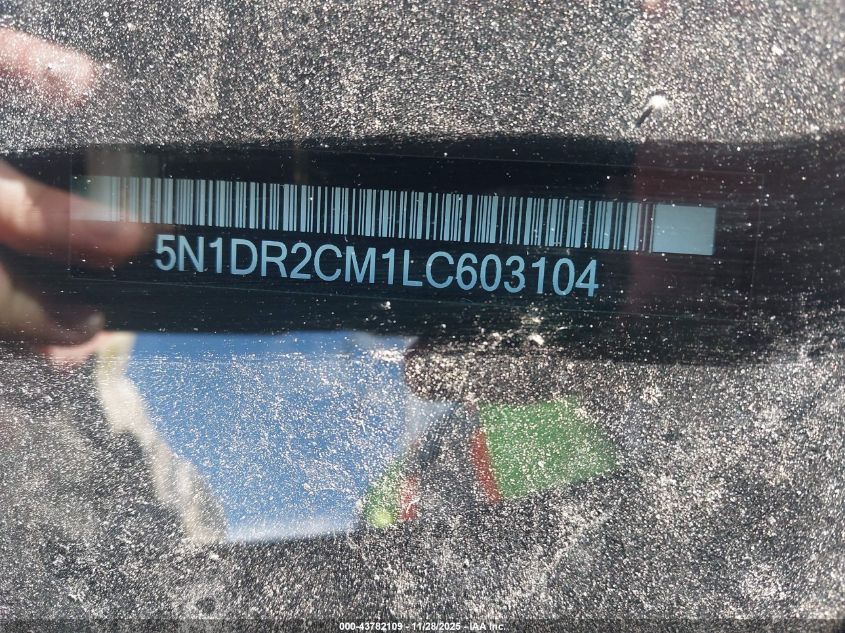 5N1DR2CM1LC603104
000-43782109 - 11/28/2025 - IAA Inc.